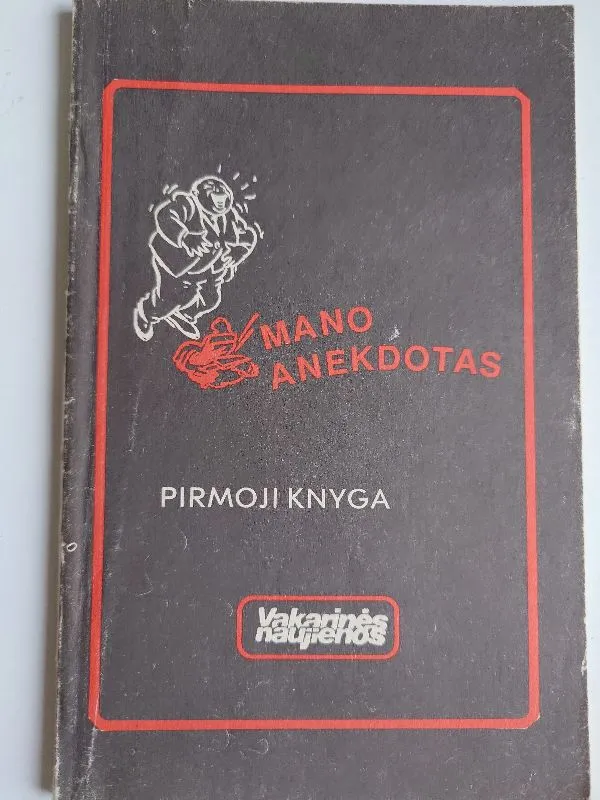 MANO
ANEKDOTAS
PIRMOJI KNYGA
Vakarinės
naujienos